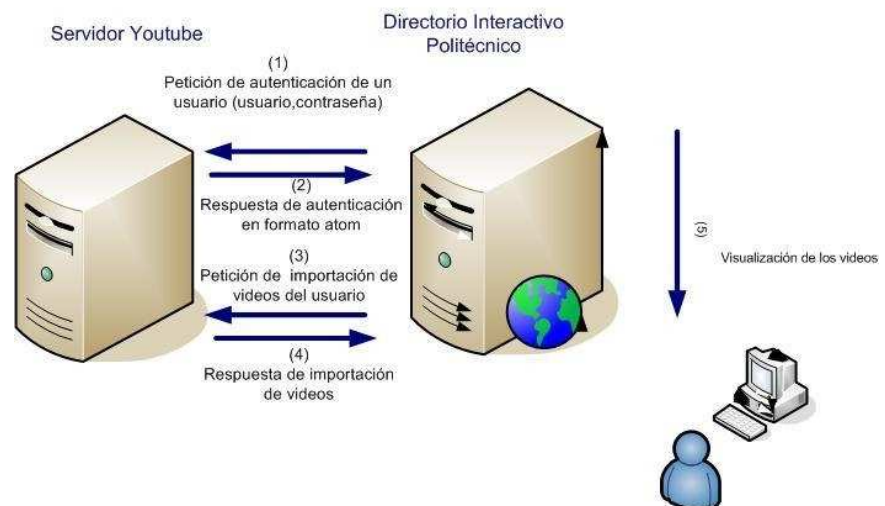 Servidor Youtube
Directorio Interactivo
Politécnico
(1)
Petición de autenticación de un
usuario (usuario,contraseña)
(2)
Respuesta de autenticación
en formato atom
(3)
Petición de importación de
videos del usuario
(4)
Respuesta de importación
de videos
(5)
Visualización de los videos